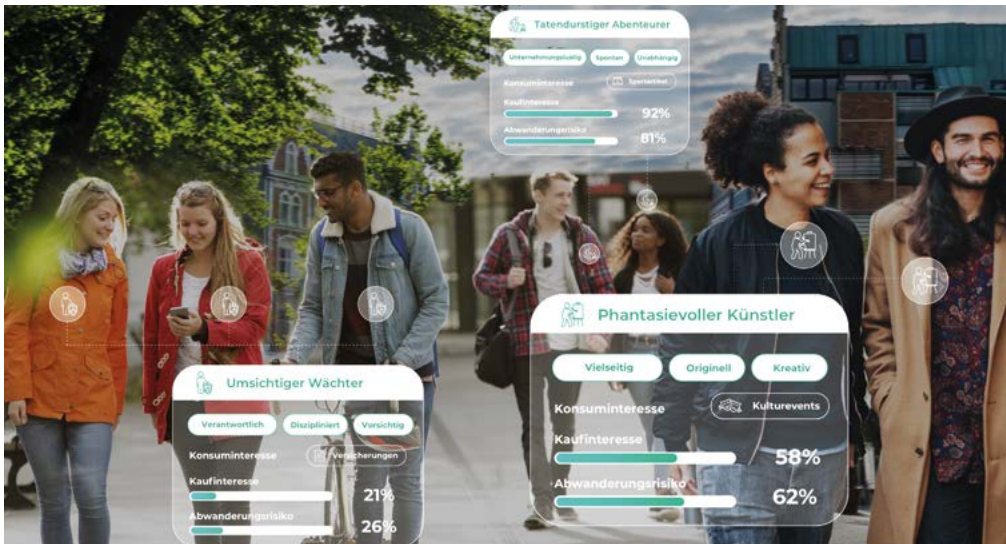 Tatendurstiger Abenteurer
Unternehmungslustig Spontan Unabhängig
Konsuminteresse Sportartikel
Kaufinteresse
92%
Abwanderungsrisiko
81%
Phantasievoller Künstler
Vielseitig Originell Kreativ
Konsuminteresse Kulturevents
Kaufinteresse
58%
Abwanderungsrisiko
62%
Umsichtiger Wächter
Verantwortlich Diszipliniert Vorsichtig
Konsuminteresse Versicherungen
Kaufinteresse
21%
Abwanderungsrisiko
26%